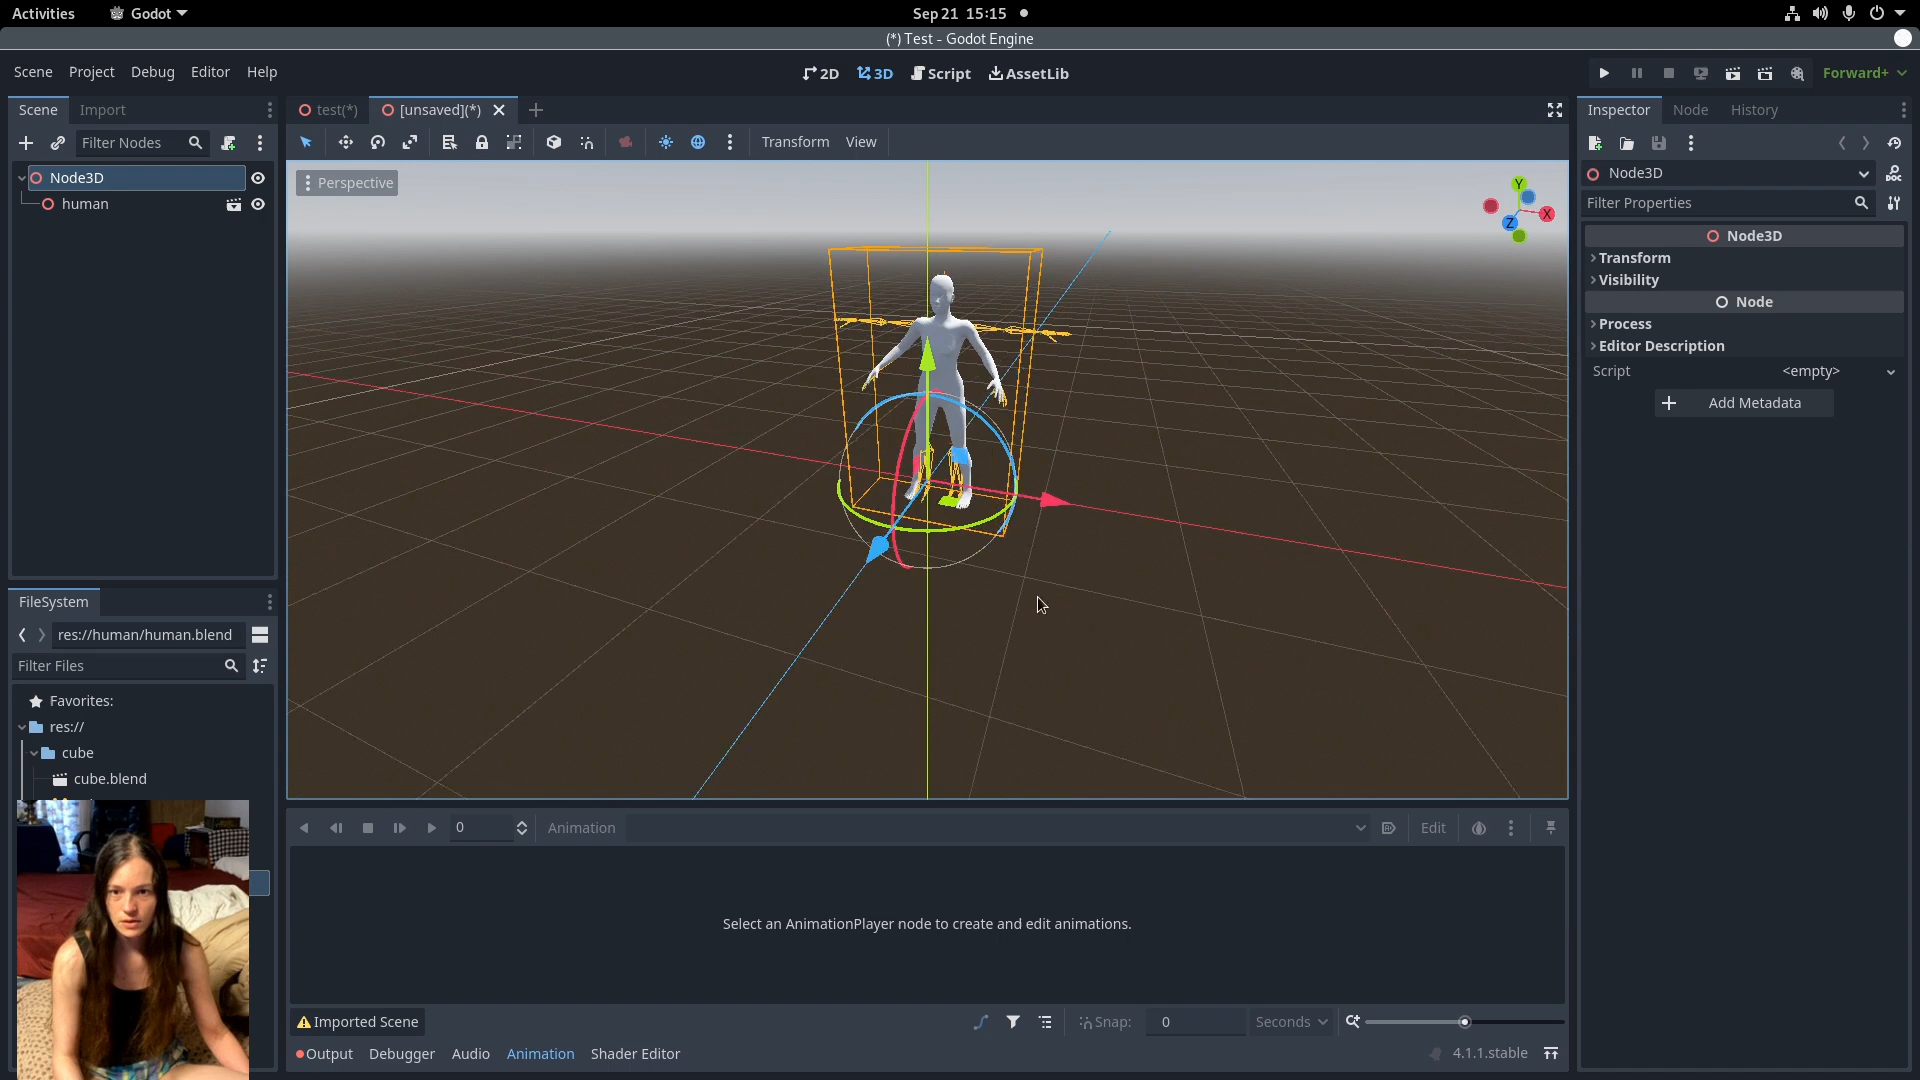 Activities Godot Sep 21 15:15
(*) Test - Godot Engine
Scene Project Debug Editor Help 2D 3D Script AssetLib Forward+
Scene Import test(*) [unsaved](*) Inspector Node History
Filter Nodes Transform View
Node3D Perspective Y Node3D
human X Filter Properties
Z
Node3D
Transform
Visibility
Node
Process
Editor Description
Script <empty>
Add Metadata
FileSystem
res://human/human.blend
Filter Files
Favorites:
res://
cube
cube.blend
0 Animation Edit
Select an AnimationPlayer node to create and edit animations.
Imported Scene Snap: 0 Seconds
Output Debugger Audio Animation Shader Editor 4.1.1.stable